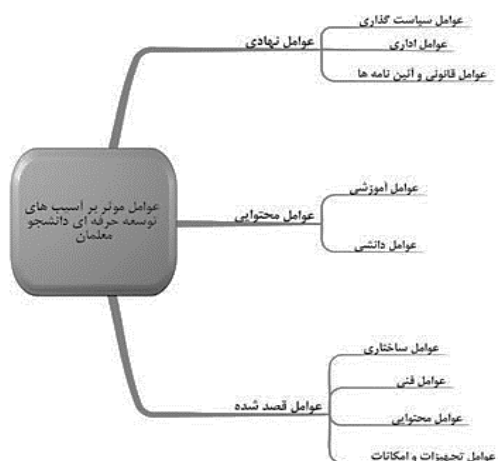 عوامل موثر بر آسیب های
توسعه حرفه ای دانشجو
معلمان
عوامل نهادی
عوامل سیاست گذاری
عوامل اداری
عوامل قانونی و آئین نامه ها
عوامل محتوایی
عوامل آموزشی
عوامل دانشی
عوامل قصد شده
عوامل ساختاری
عوامل فنی
عوامل محتوایی
عوامل تجهیزات و امکانات